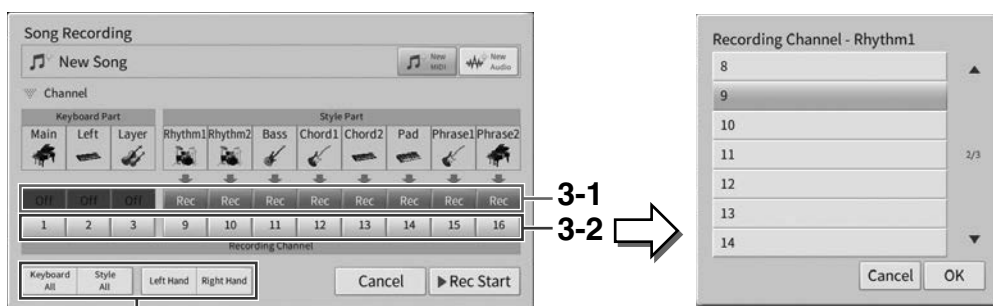 Song Recording
New Song
New MIDI
New Audio
Channel
Keyboard Part Style Part
Main Left Layer Rhythm1 Rhythm2 Bass Chord1 Chord2 Pad Phrase1 Phrase2
Off Off Off Rec Rec Rec Rec Rec Rec Rec Rec
3-1
1 2 3 9 10 11 12 13 14 15 16
3-2
Recording Channel
Keyboard All
Style All
Left Hand Right Hand Cancel ▶Rec Start
Recording Channel - Rhythm1
8
9
10
11
2/3
12
13
14
Cancel OK